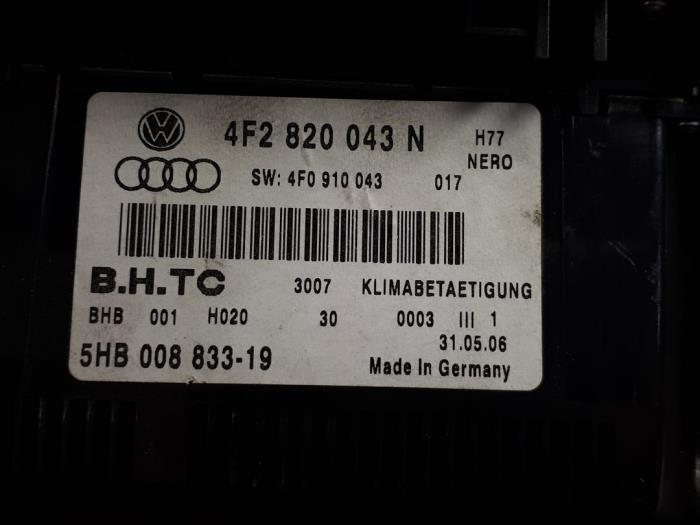 4F2 820 043 N H77
NERO
SW: 4F0 910 043 017
B.H.TC 3007 KLIMABETAETIGUNG
BHB 001 H020 30 0003 III 1
31.05.06
5HB 008 833-19 Made In Germany